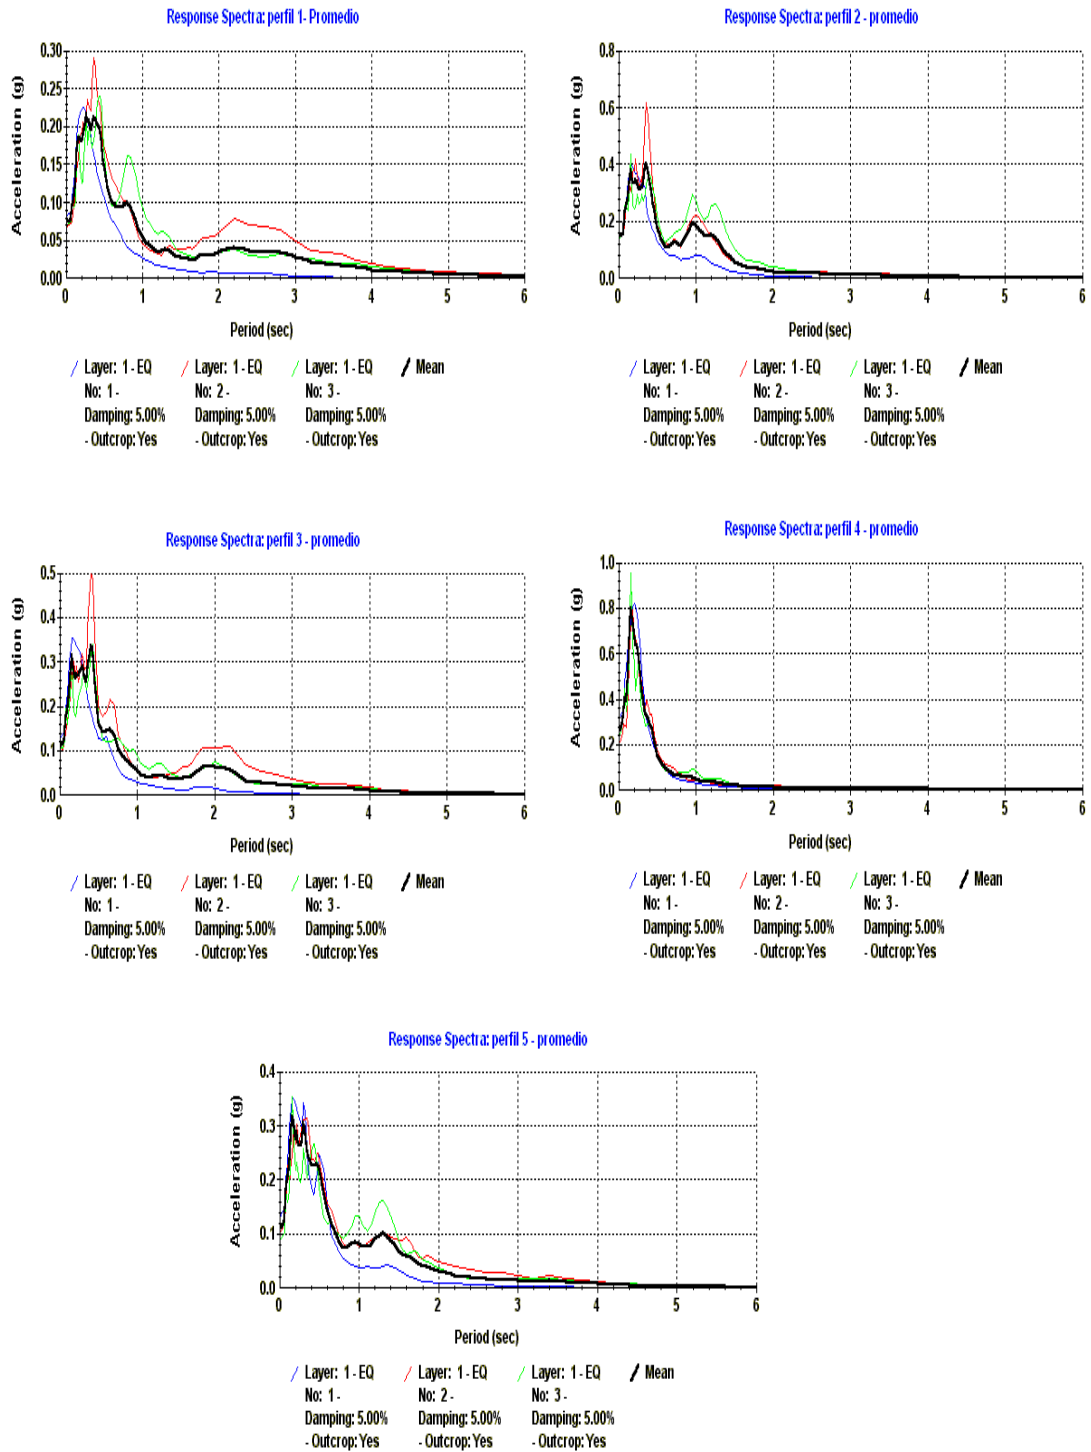 Response Spectra: perfil 1- Promedio
Acceleration (g)
0.30
0.25
0.20
0.15
0.10
0.05
0.00
0 1 2 3 4 5 6
Period (sec)
Layer: 1 - EQ No: 1 - Damping: 5.00% - Outcrop: Yes
Layer: 1 - EQ No: 2 - Damping: 5.00% - Outcrop: Yes
Layer: 1 - EQ No: 3 - Damping: 5.00% - Outcrop: Yes
Mean
Response Spectra: perfil 2 - promedio
Acceleration (g)
0.8
0.6
0.4
0.2
0.0
0 1 2 3 4 5 6
Period (sec)
Layer: 1 - EQ No: 1 - Damping: 5.00% - Outcrop: Yes
Layer: 1 - EQ No: 2 - Damping: 5.00% - Outcrop: Yes
Layer: 1 - EQ No: 3 - Damping: 5.00% - Outcrop: Yes
Mean
Response Spectra: perfil 3 - promedio
Acceleration (g)
0.5
0.4
0.3
0.2
0.1
0.0
0 1 2 3 4 5 6
Period (sec)
Layer: 1 - EQ No: 1 - Damping: 5.00% - Outcrop: Yes
Layer: 1 - EQ No: 2 - Damping: 5.00% - Outcrop: Yes
Layer: 1 - EQ No: 3 - Damping: 5.00% - Outcrop: Yes
Mean
Response Spectra: perfil 4 - promedio
Acceleration (g)
1.0
0.8
0.6
0.4
0.2
0.0
0 1 2 3 4 5 6
Period (sec)
Layer: 1 - EQ No: 1 - Damping: 5.00% - Outcrop: Yes
Layer: 1 - EQ No: 2 - Damping: 5.00% - Outcrop: Yes
Layer: 1 - EQ No: 3 - Damping: 5.00% - Outcrop: Yes
Mean
Response Spectra: perfil 5 - promedio
Acceleration (g)
0.4
0.3
0.2
0.1
0.0
0 1 2 3 4 5 6
Period (sec)
Layer: 1 - EQ No: 1 - Damping: 5.00% - Outcrop: Yes
Layer: 1 - EQ No: 2 - Damping: 5.00% - Outcrop: Yes
Layer: 1 - EQ No: 3 - Damping: 5.00% - Outcrop: Yes
Mean